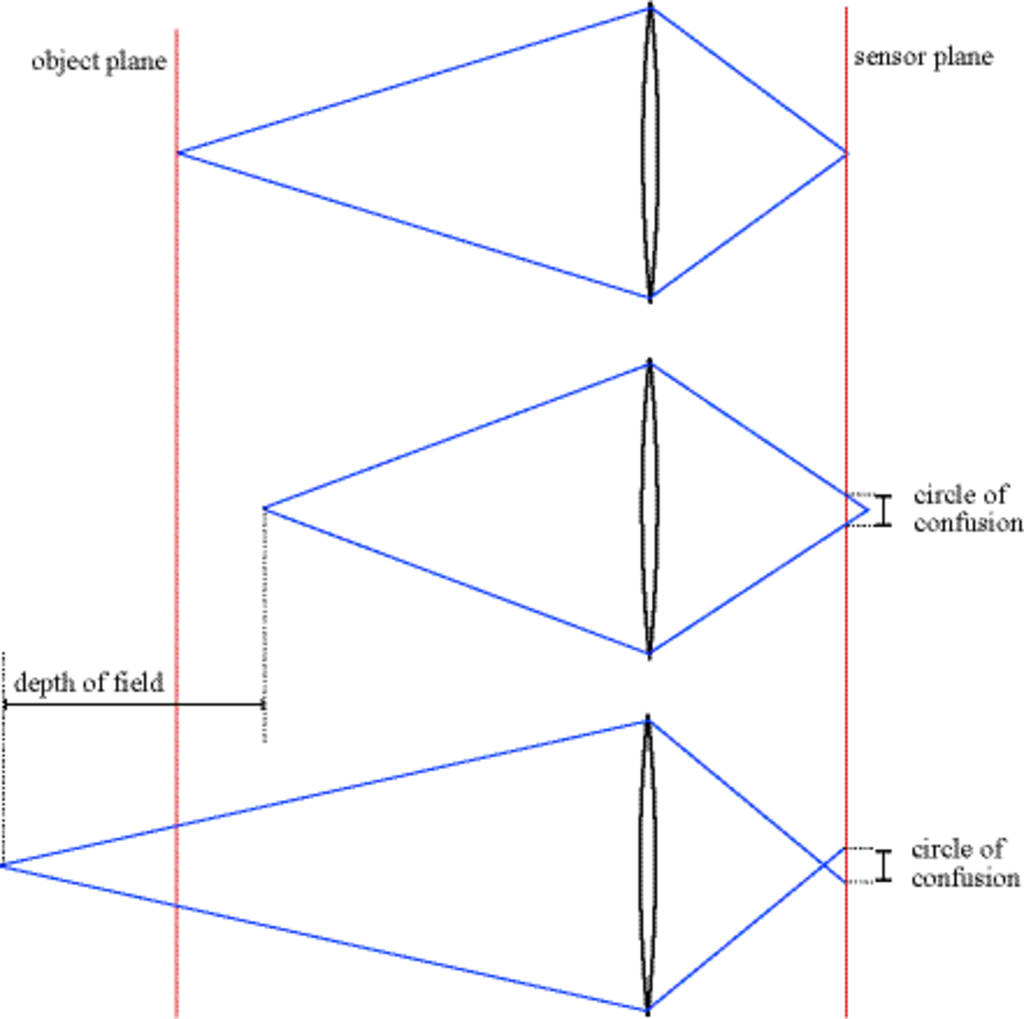 object plane
sensor plane
circle of
confusion
depth of field
circle of
confusion